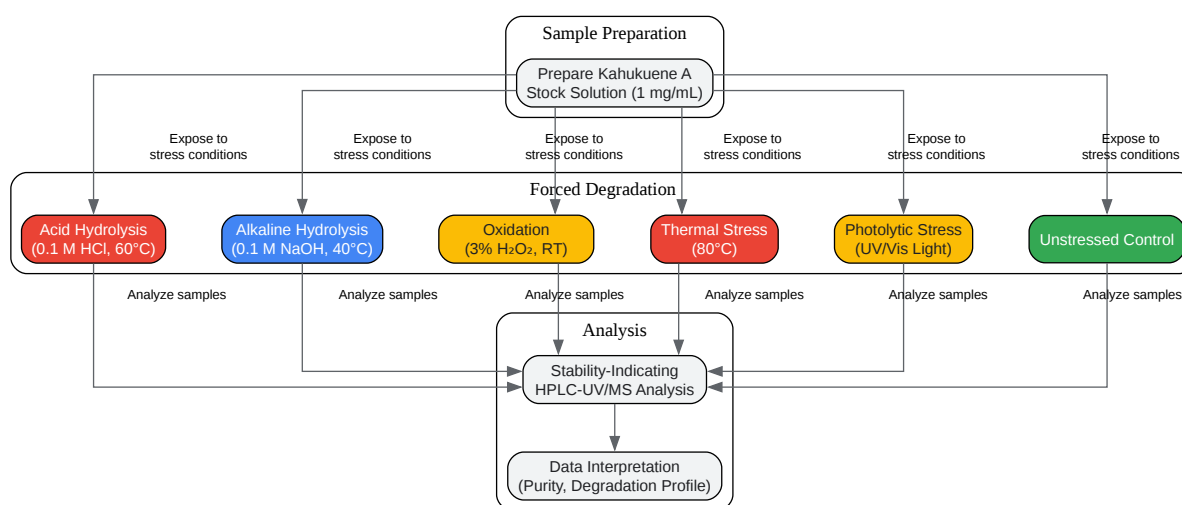 Sample Preparation
Prepare Kahukuene A
Stock Solution (1 mg/mL)
Expose to
stress conditions
Expose to
stress conditions
Expose to
stress conditions
Expose to
stress conditions
Expose to
stress conditions
Expose to
stress conditions
Forced Degradation
Acid Hydrolysis
(0.1 M HCl, 60°C)
Alkaline Hydrolysis
(0.1 M NaOH, 40°C)
Oxidation
(3% H₂O₂, RT)
Thermal Stress
(80°C)
Photolytic Stress
(UV/Vis Light)
Unstressed Control
Analyze samples
Analyze samples
Analyze samples
Analyze samples
Analyze samples
Analyze samples
Analysis
Stability-Indicating
HPLC-UV/MS Analysis
Data Interpretation
(Purity, Degradation Profile)